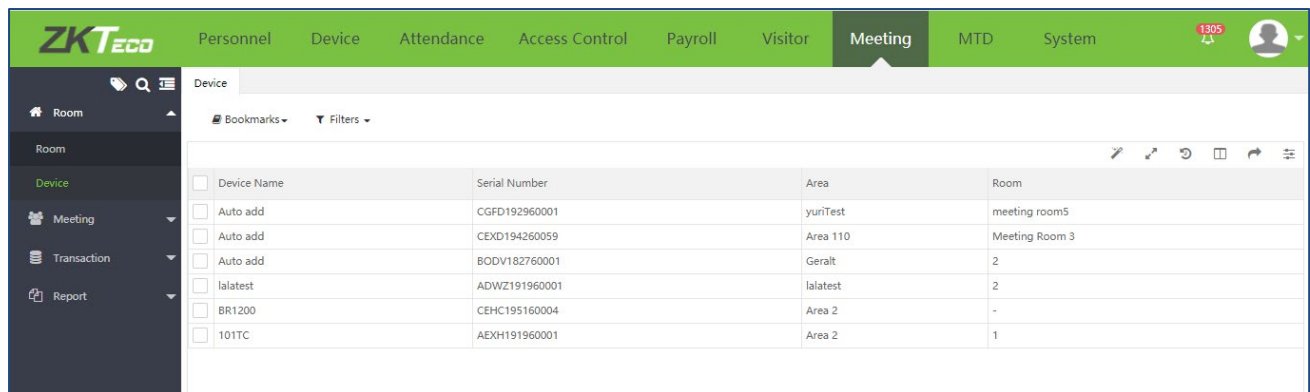 ZKTECO Personnel Device Attendance Access Control Payroll Visitor Meeting MTD System 1305
Device
Room
Bookmarks Filters
Room
Device
Meeting
Transaction
Report
Device Name Serial Number Area Room
Auto add CGFD192960001 yuriTest meeting room5
Auto add CEXD194260059 Area 110 Meeting Room 3
Auto add BODV182760001 Geralt 2
lalatest ADWZ191960001 lalatest 2
BR1200 CEHC195160004 Area 2 -
101TC AEXH191960001 Area 2 1